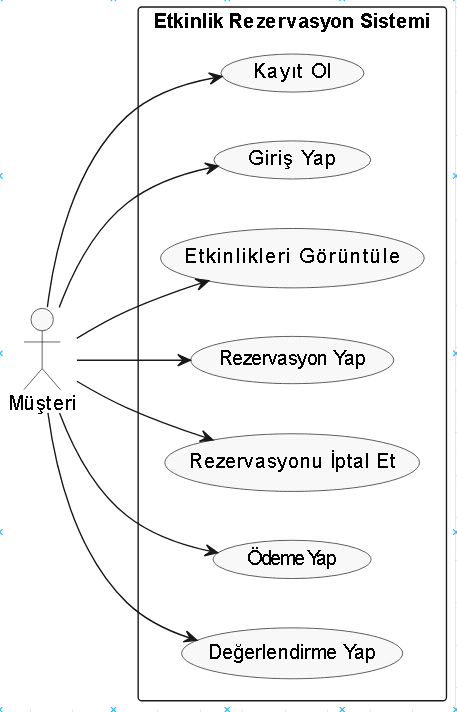 Etkinlik Rezervasyon Sistemi
Kayıt Ol
Giriş Yap
Etkinlikleri Görüntüle
Rezervasyon Yap
Müşteri
Rezervasyonu İptal Et
Ödeme Yap
Değerlendirme Yap